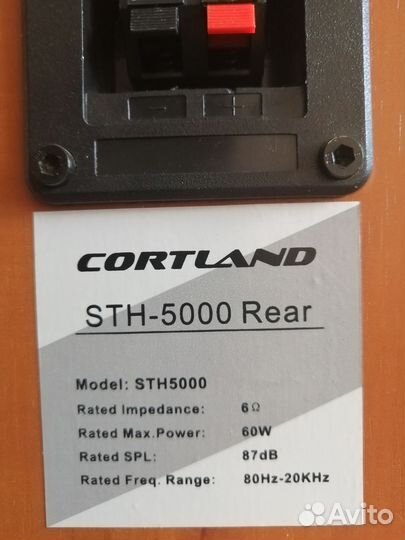 − +
CORTLAND
STH-5000 Rear
Model: STH5000
Rated Impedance: 6Ω
Rated Max.Power: 60W
Rated SPL: 87dB
Rated Freq. Range: 80Hz-20KHz
Avito